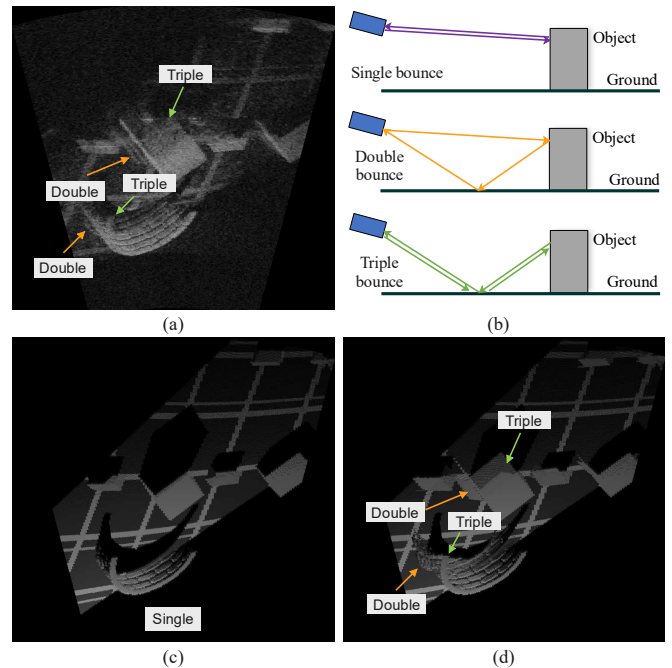 Triple
Double
Triple
Double
(a)
Object
Single bounce
Ground
Object
Double
bounce
Ground
Object
Triple
bounce
Ground
(b)
Single
(c)
Triple
Double
Triple
Double
(d)